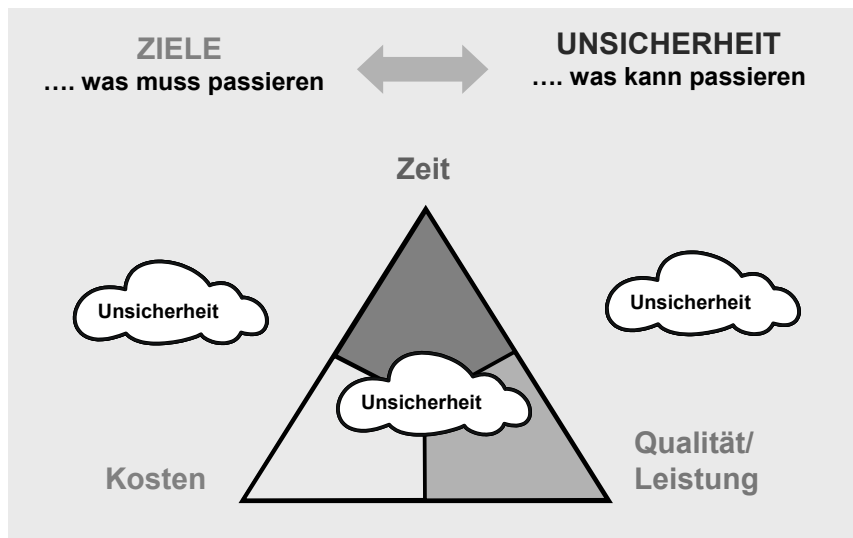 ZIELE
…. was muss passieren
UNSICHERHEIT
…. was kann passieren
Zeit
Unsicherheit
Unsicherheit
Unsicherheit
Kosten
Qualität/
Leistung